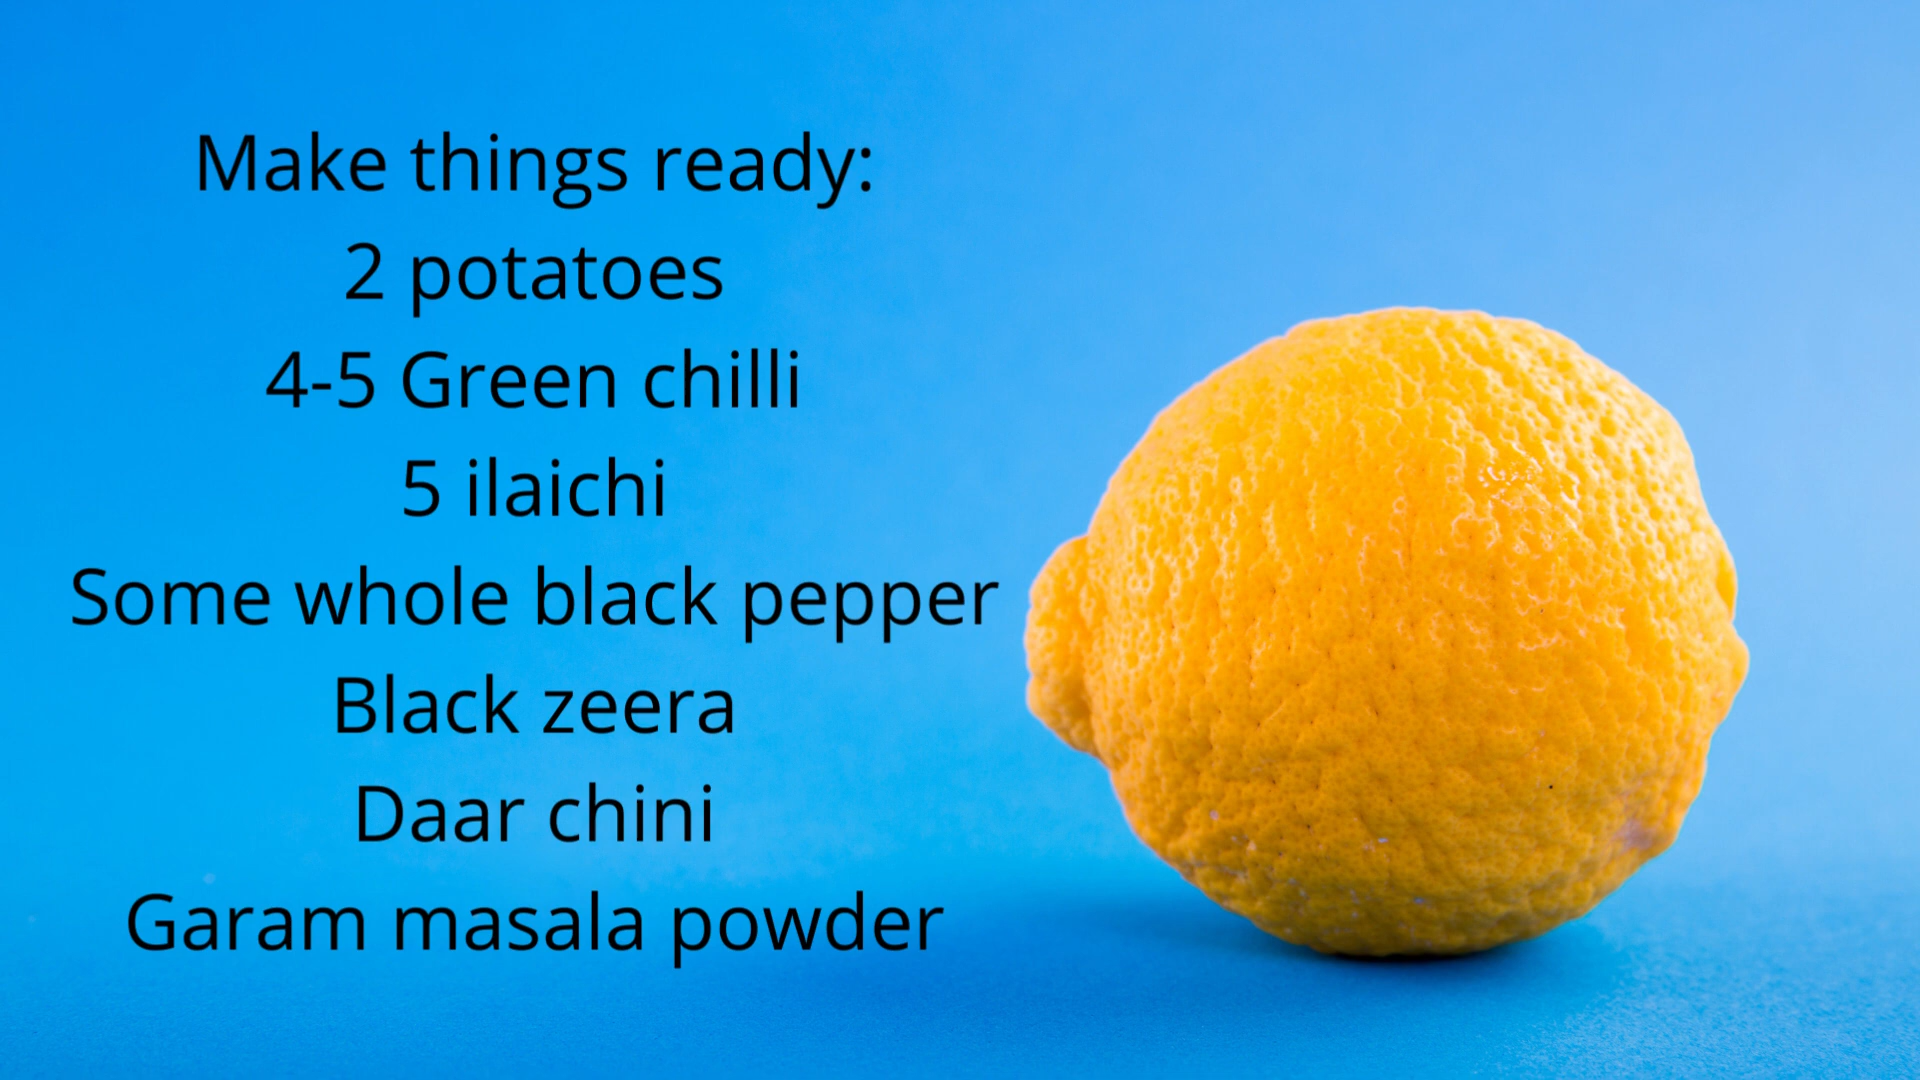 Make things ready:
2 potatoes
4-5 Green chilli
5 ilaichi
Some whole black pepper
Black zeera
Daar chini
Garam masala powder